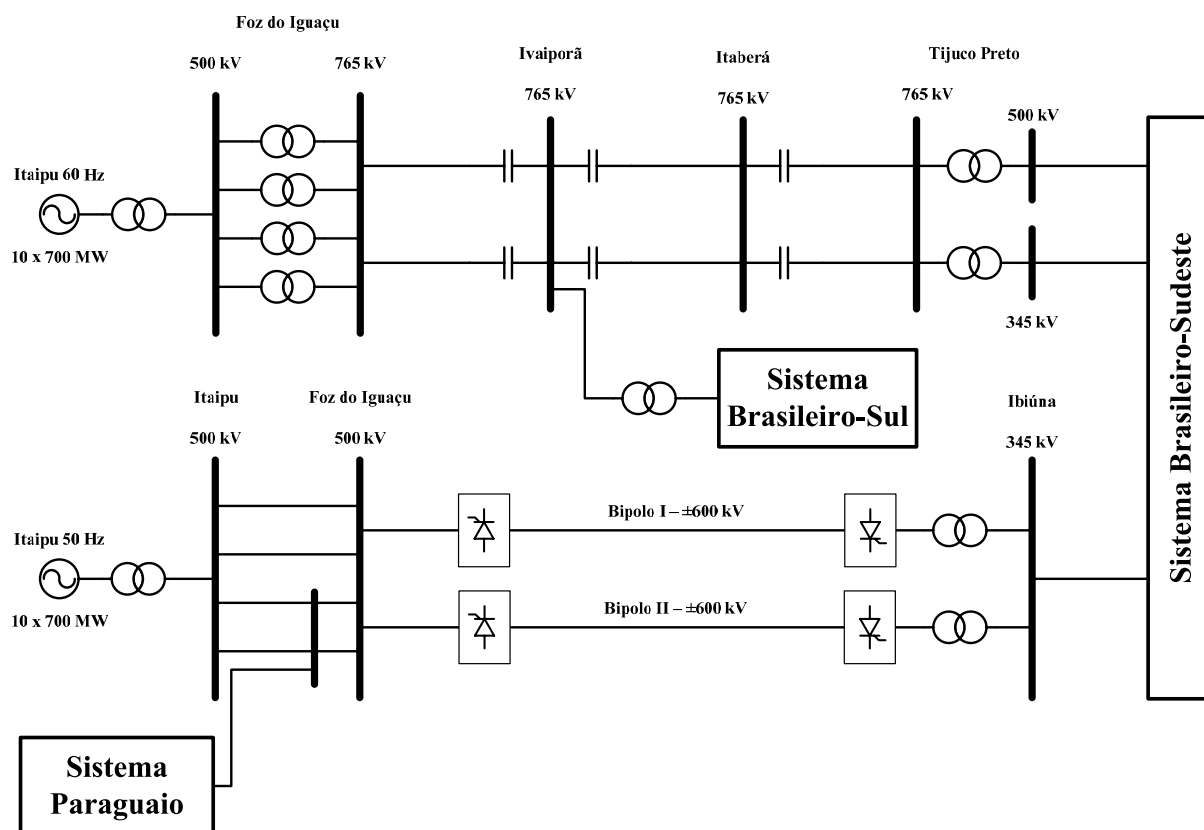 Foz do Iguaçu
500 kV
765 kV
Ivaiporã
765 kV
Itaberá
765 kV
Tijuco Preto
765 kV
500 kV
Itaipu 60 Hz
10 x 700 MW
345 kV
Sistema
Brasileiro-Sul
Sistema Brasileiro-Sudeste
Itaipu
500 kV
Foz do Iguaçu
500 kV
Ibiúna
345 kV
Bipolo I – ±600 kV
Itaipu 50 Hz
10 x 700 MW
Bipolo II – ±600 kV
Sistema
Paraguaio